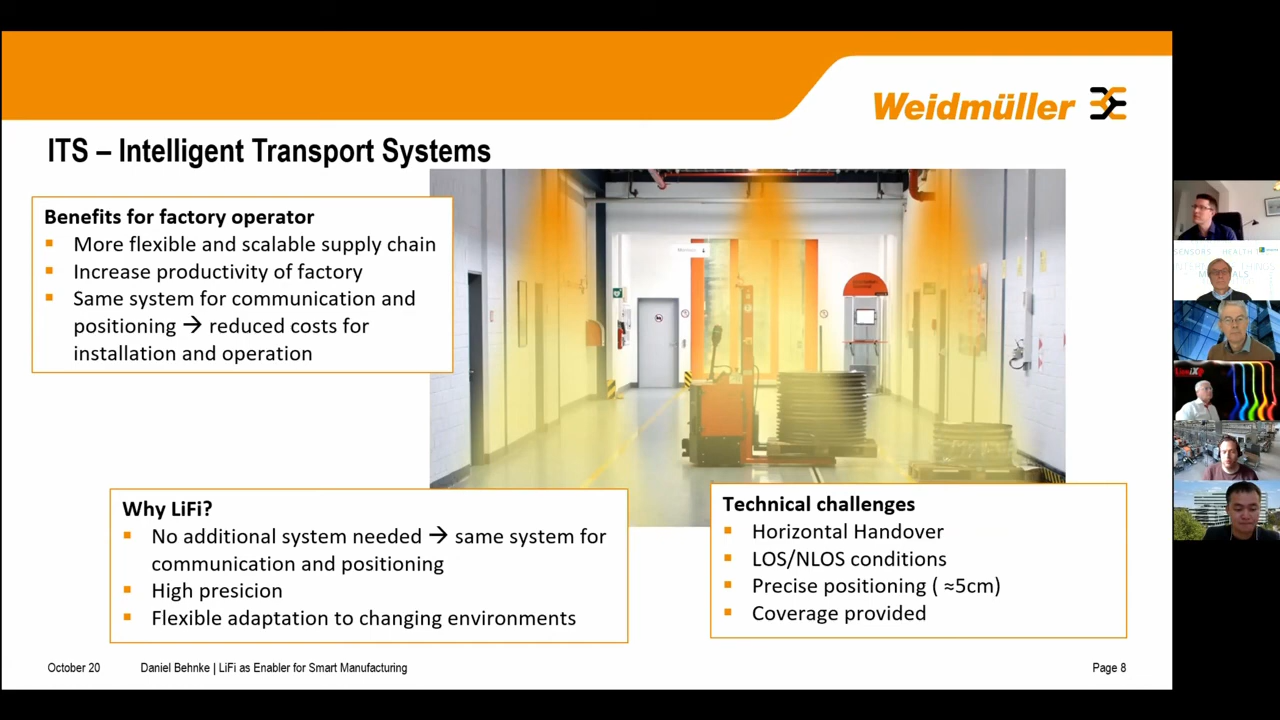 Weidmüller
ITS – Intelligent Transport Systems
Benefits for factory operator
▪ More flexible and scalable supply chain
▪ Increase productivity of factory
▪ Same system for communication and
positioning → reduced costs for
installation and operation
Why LiFi?
▪ No additional system needed → same system for
communication and positioning
▪ High presicion
▪ Flexible adaptation to changing environments
Technical challenges
▪ Horizontal Handover
▪ LOS/NLOS conditions
▪ Precise positioning ( ≈5cm)
▪ Coverage provided
October 20
Daniel Behnke | LiFi as Enabler for Smart Manufacturing
Page 8
SENSORS
HEALTH